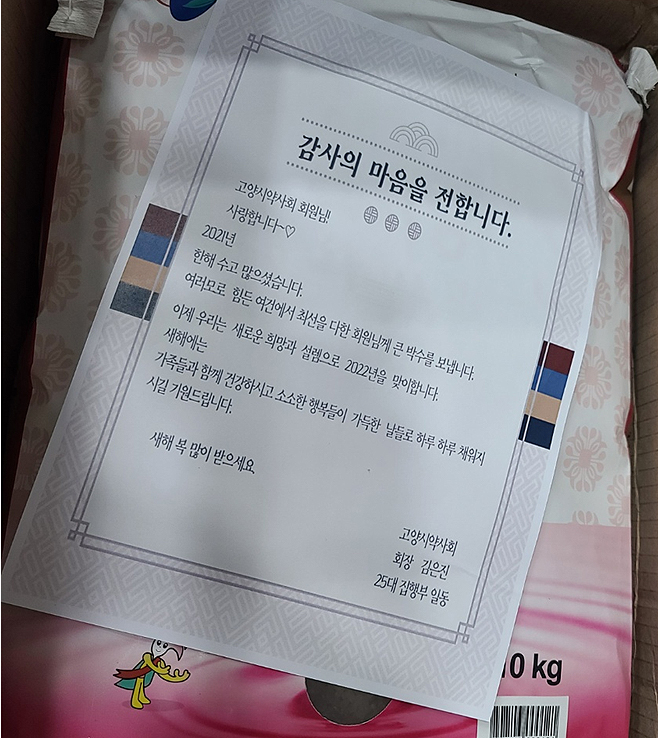 감사의 마음을 전합니다.
고양시약사회 회원님!
사랑합니다~♡
2021년
한해 수고 많으셨습니다.
여러모로 힘든 여건에서 최선을 다한 회원님께 큰 박수를 보냅니다.
이제 우리는 새로운 희망과 설렘으로 2022년을 맞이합니다.
새해에는
가족들과 함께 건강하시고 소소한 행복들이 가득한 날들로 하루 하루 채워지
시길 기원드립니다.
새해 복 많이 받으세요
고양시약사회
회장 김은진
25대 집행부 일동
10 kg